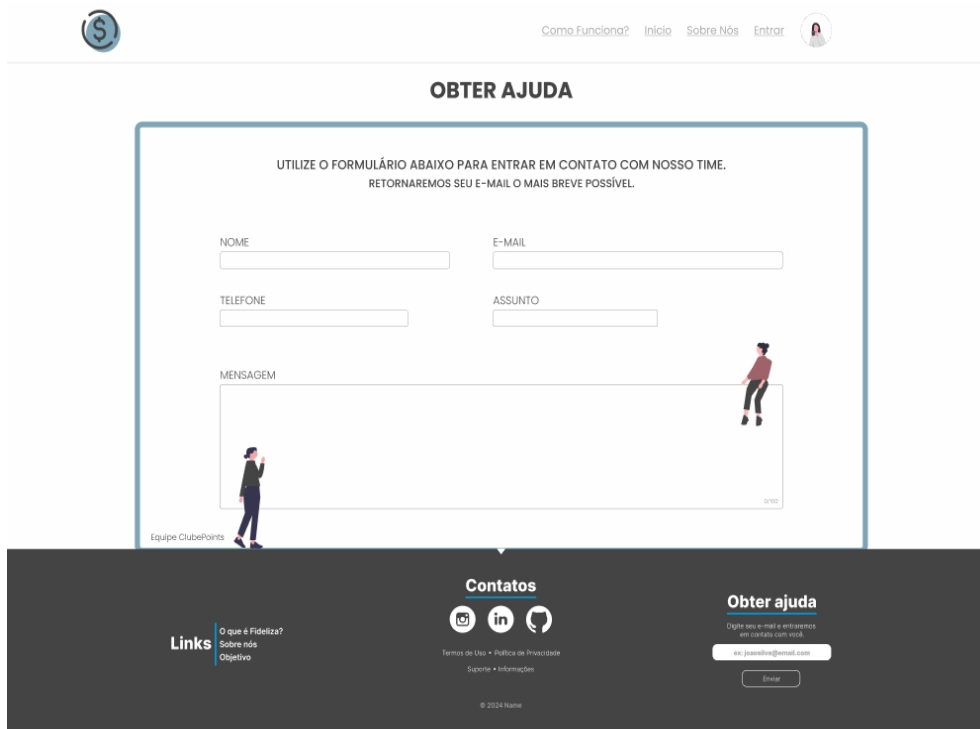 $
Como Funciona? Início Sobre Nós Entrar
OBTER AJUDA
UTILIZE O FORMULÁRIO ABAIXO PARA ENTRAR EM CONTATO COM NOSSO TIME.
RETORNAREMOS SEU E-MAIL O MAIS BREVE POSSÍVEL.
NOME E-MAIL
TELEFONE ASSUNTO
MENSAGEM
Equipe ClubePoints
Links
O que é Fideliza?
Sobre nós
Objetivo
Contatos
in
Termos de Uso • Política de Privacidade
Suporte • Informações
© 2024 Name
Obter ajuda
Digite seu e-mail e entraremos
em contato com você.
Enviar